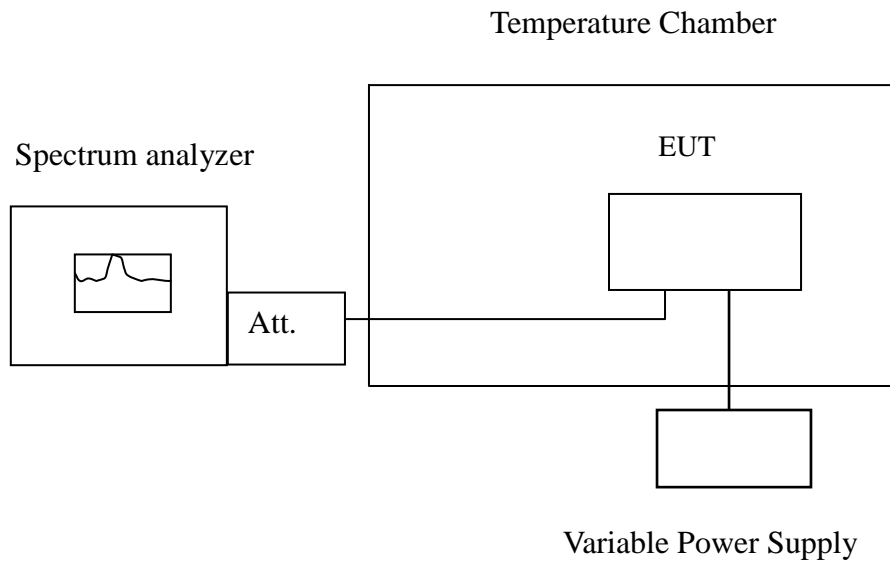 Temperature Chamber
EUT
Spectrum analyzer
Att.
Variable Power Supply